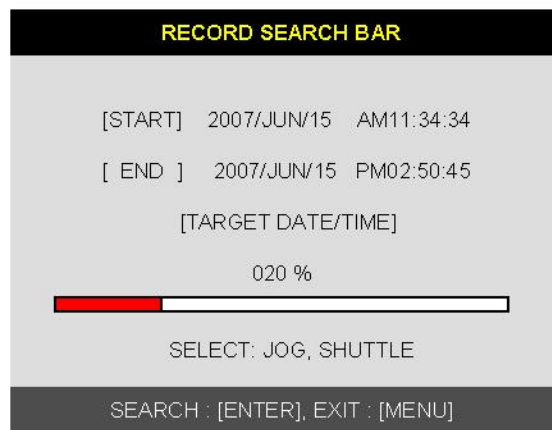 RECORD SEARCH BAR
[START] 2007/JUN/15 AM11:34:34
[ END ] 2007/JUN/15 PM02:50:45
[TARGET DATE/TIME]
020 %
SELECT: JOG, SHUTTLE
SEARCH : [ENTER], EXIT : [MENU]